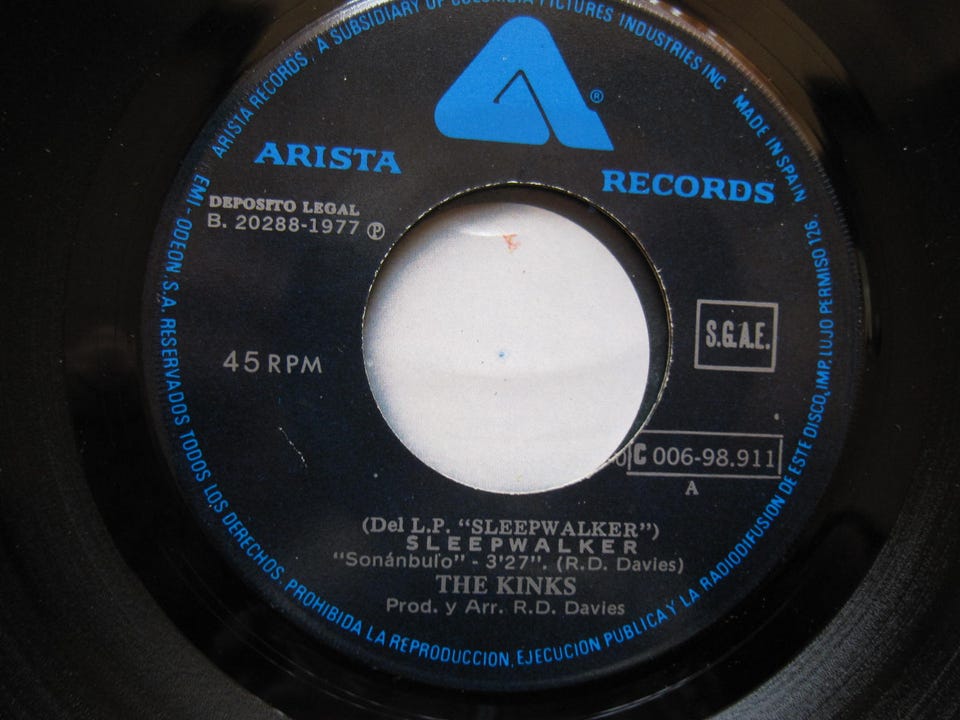 ARISTA RECORDS, A SUBSIDIARY OF COLUMBIA PICTURES INDUSTRIES INC MADE IN SPAIN
®
ARISTA
RECORDS
DEPOSITO LEGAL
B. 20288-1977 ℗
S.G.A.E.
45 RPM
C 006-98.911
A
(Del L.P. “SLEEPWALKER”)
SLEEPWALKER
“Sonánbulo” - 3'27”. (R.D. Davies)
THE KINKS
Prod. y Arr. R.D. Davies
EMI - ODEON, S.A. RESERVADOS TODOS LOS DERECHOS. PROHIBIDA LA REPRODUCCION, EJECUCION PUBLICA Y LA RADIODIFUSION DE ESTE DISCO, IMP. LUJO PERMISO 126.